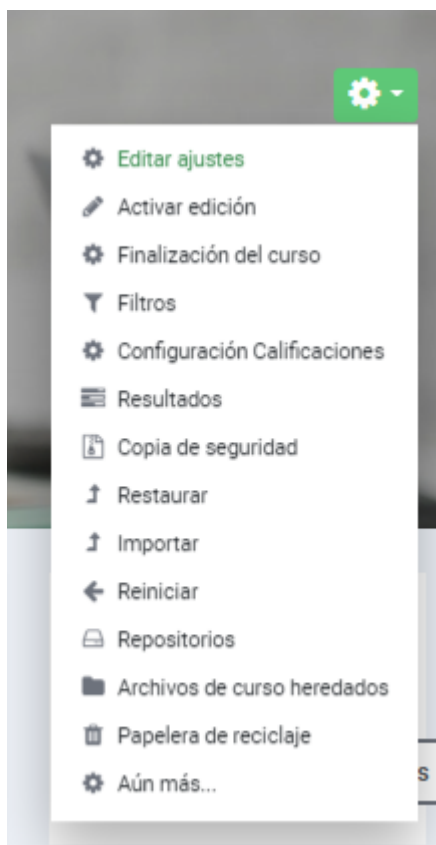 Editar ajustes
Activar edición
Finalización del curso
Filtros
Configuración Calificaciones
Resultados
Copia de seguridad
Restaurar
Importar
Reiniciar
Repositorios
Archivos de curso heredados
Papelera de reciclaje
Aún más...
s